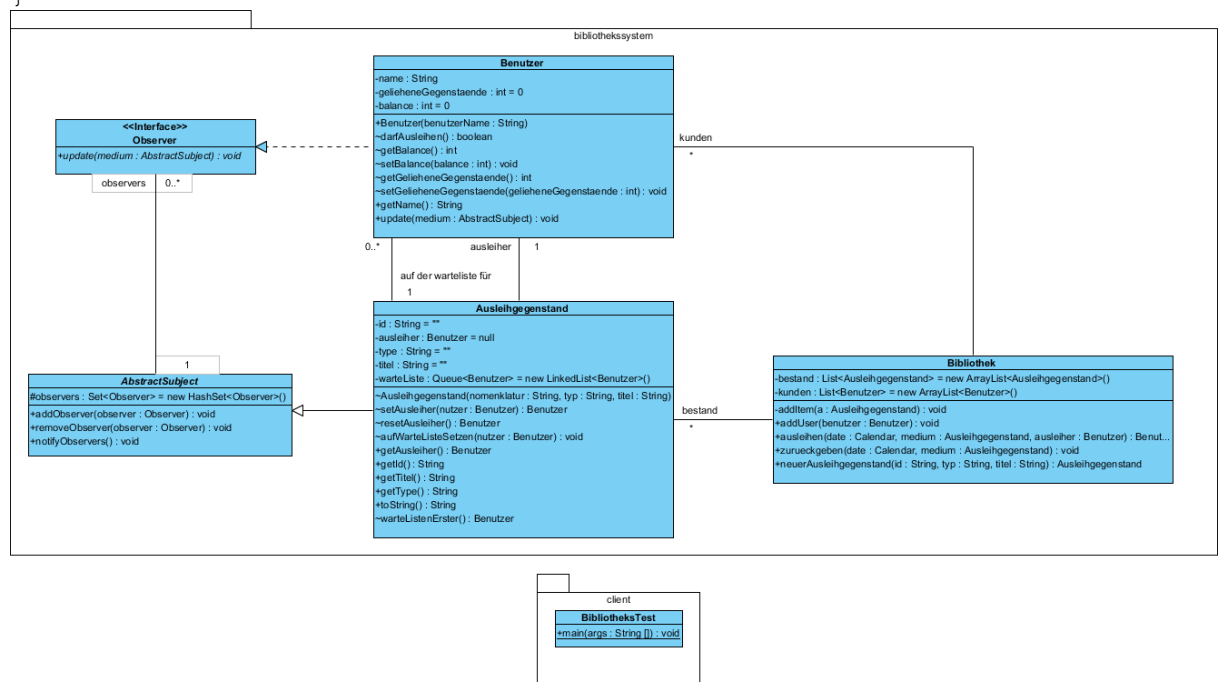 }
bibliothekssystem
Benutzer
-name : String
-gelieheneGegenstaende : int = 0
-balance : int = 0
+Benutzer(benutzerName : String)
~darfAusleihen() : boolean
~getBalance() : int
~setBalance(balance : int) : void
~getGelieheneGegenstaende() : int
~setGelieheneGegenstaende(gelieheneGegenstaende : int) : void
+getName() : String
+update(medium : AbstractSubject) : void
<<Interface>>
Observer
+update(medium : AbstractSubject) : void
observers 0..*
kunden
*
0..* ausleiher 1
auf der warteliste für
1
1
AbstractSubject
#observers : Set<Observer> = new HashSet<Observer>()
+addObserver(observer : Observer) : void
+removeObserver(observer : Observer) : void
+notifyObservers() : void
Ausleihgegenstand
-id : String = ""
-ausleiher : Benutzer = null
-type : String = ""
-titel : String = ""
-warteListe : Queue<Benutzer> = new LinkedList<Benutzer>()
~Ausleihgegenstand(nomenklatur : String, typ : String, titel : String)
~setAusleiher(nutzer : Benutzer) : Benutzer
~resetAusleiher() : Benutzer
~aufWarteListeSetzen(nutzer : Benutzer) : void
+getAusleiher() : Benutzer
+getId() : String
+getTitel() : String
+getType() : String
+toString() : String
~warteListenErster() : Benutzer
bestand
*
Bibliothek
-bestand : List<Ausleihgegenstand> = new ArrayList<Ausleihgegenstand>()
-kunden : List<Benutzer> = new ArrayList<Benutzer>()
-addItem(a : Ausleihgegenstand) : void
+addUser(benutzer : Benutzer) : void
+ausleihen(date : Calendar, medium : Ausleihgegenstand, ausleiher : Benutzer) : Benut...
+zurueckgeben(date : Calendar, medium : Ausleihgegenstand) : void
+neuerAusleihgegenstand(id : String, typ : String, titel : String) : Ausleihgegenstand
client
BibliotheksTest
+main(args : String []) : void